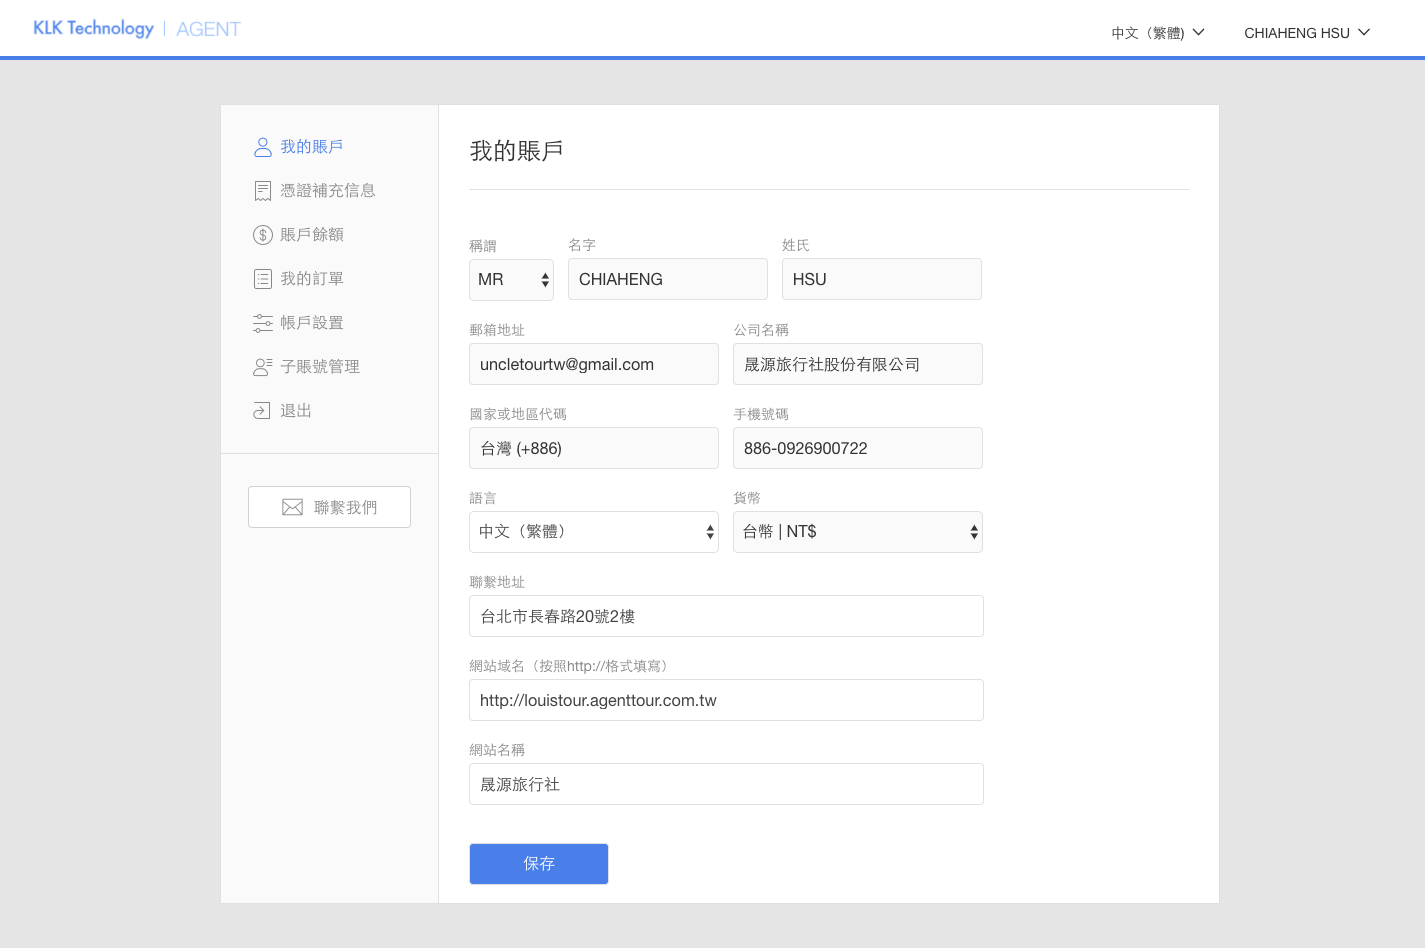 KLK Technology | AGENT
中文（繁體) CHIAHENG HSU
我的賬戶
憑證補充信息
賬戶餘額
我的訂單
帳戶設置
子賬號管理
退出
聯繫我們
我的賬戶
稱謂 名字 姓氏
MR CHIAHENG HSU
郵箱地址 公司名稱
uncletourtw@gmail.com 晟源旅行社股份有限公司
國家或地區代碼 手機號碼
台灣 (+886) 886-0926900722
語言 貨幣
中文（繁體） 台幣 | NT$
聯繫地址
台北市長春路20號2樓
網站域名（按照http://格式填寫）
http://louistour.agenttour.com.tw
網站名稱
晟源旅行社
保存